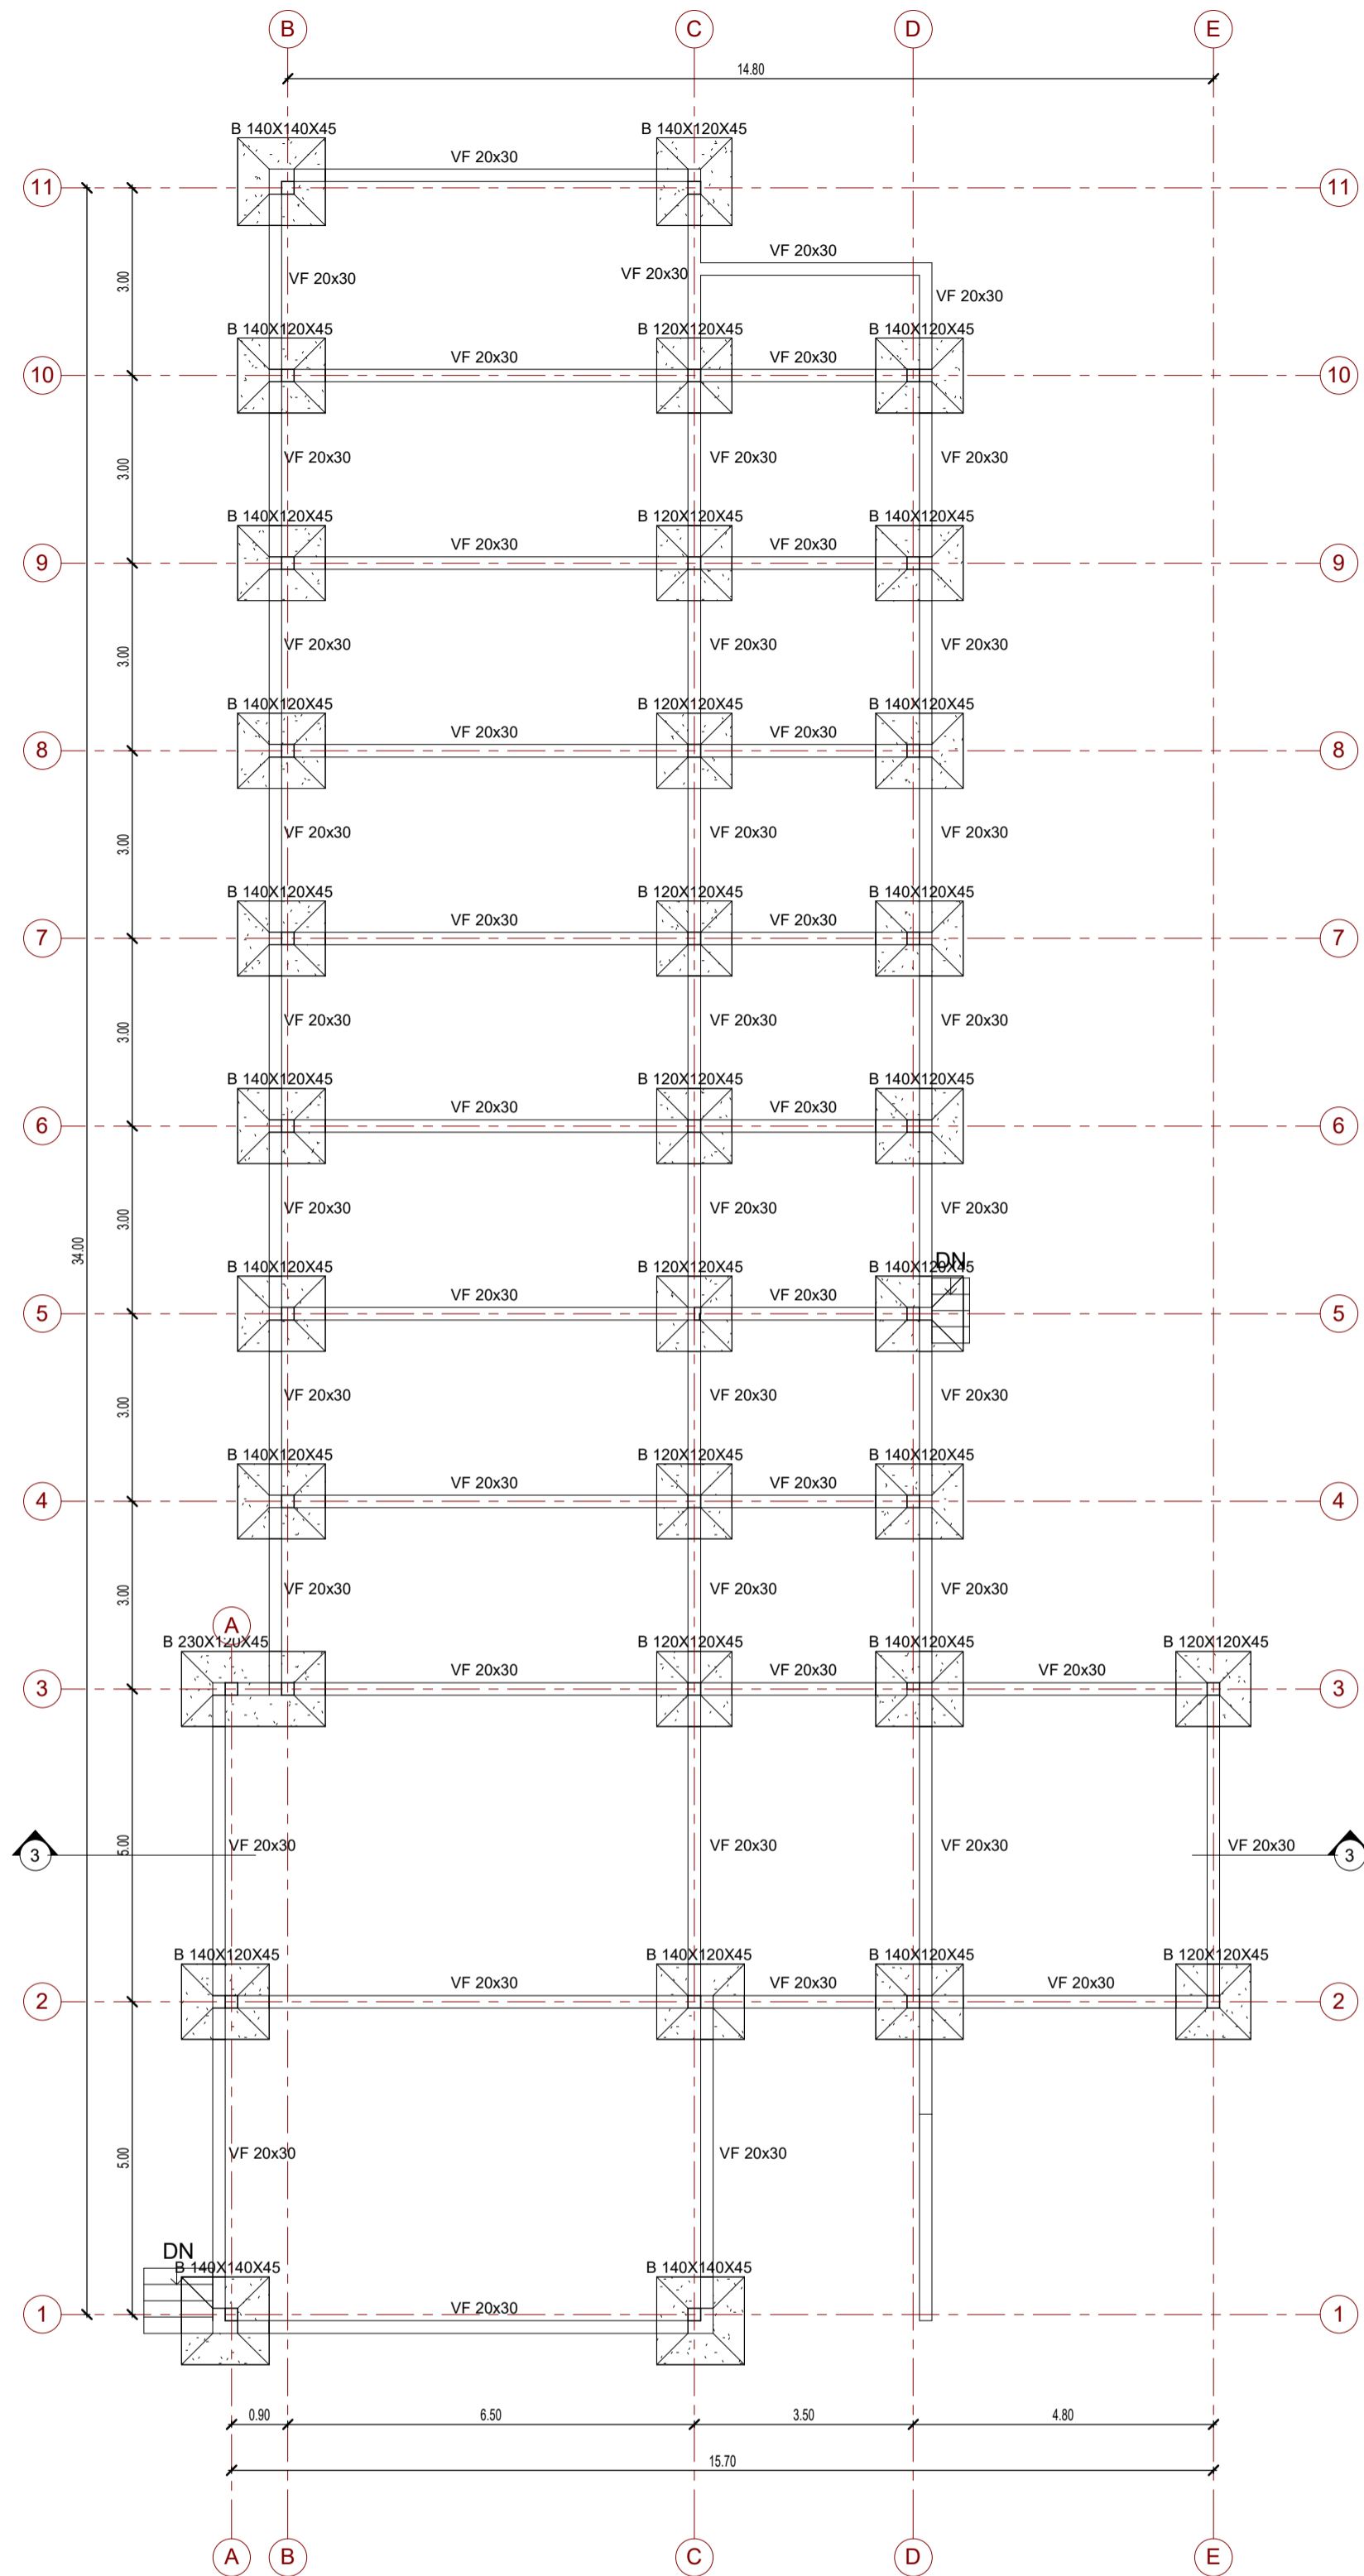 B C D E
14.80
B 140X140X45 B 140X120X45
VF 20x30
11 11
VF 20x30
3.00 VF 20x30 VF 20x30 VF 20x30
B 140X120X45 B 120X120X45 B 140X120X45
VF 20x30 VF 20x30
10 10
3.00 VF 20x30 VF 20x30 VF 20x30
B 140X120X45 B 120X120X45 B 140X120X45
VF 20x30 VF 20x30
9 9
3.00 VF 20x30 VF 20x30 VF 20x30
B 140X120X45 B 120X120X45 B 140X120X45
VF 20x30 VF 20x30
8 8
3.00 VF 20x30 VF 20x30 VF 20x30
B 140X120X45 B 120X120X45 B 140X120X45
VF 20x30 VF 20x30
7 7
3.00 VF 20x30 VF 20x30 VF 20x30
B 140X120X45 B 120X120X45 B 140X120X45
VF 20x30 VF 20x30
6 6
3.00 VF 20x30 VF 20x30 VF 20x30
34.00
DN
B 140X120X45 B 120X120X45 B 140X120X45
VF 20x30 VF 20x30
5 5
3.00 VF 20x30 VF 20x30 VF 20x30
B 140X120X45 B 120X120X45 B 140X120X45
VF 20x30 VF 20x30
4 4
3.00 VF 20x30 VF 20x30 VF 20x30
A
B 230X120X45 B 120X120X45 B 140X120X45 B 120X120X45
VF 20x30 VF 20x30 VF 20x30
3 3
5.00 VF 20x30 VF 20x30 VF 20x30 VF 20x30
3 3
B 140X120X45 B 140X120X45 B 140X120X45 B 120X120X45
VF 20x30 VF 20x30 VF 20x30
2 2
5.00 VF 20x30 VF 20x30
DN
B 140X140X45 B 140X140X45
VF 20x30
1 1
0.90 6.50 3.50 4.80
15.70
A B C D E